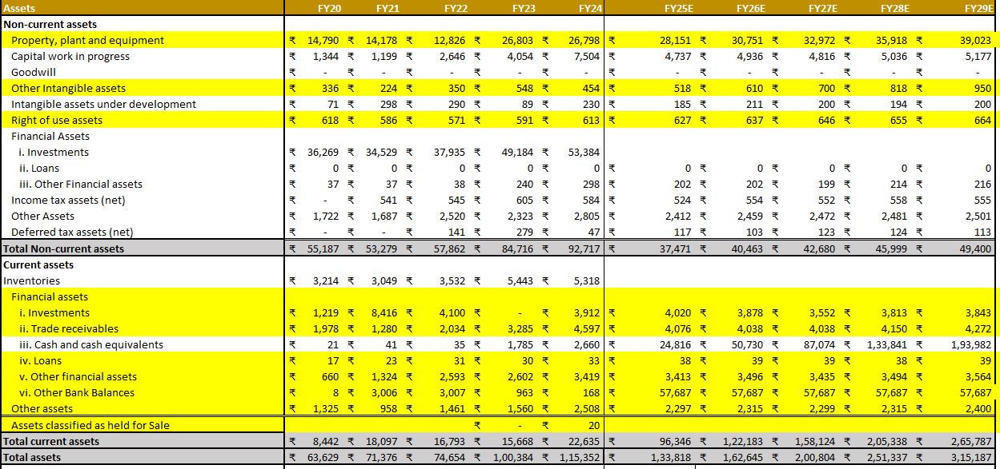 Assets FY20 FY21 FY22 FY23 FY24 FY25E FY26E FY27E FY28E FY29E
Non-current assets
Property, plant and equipment ₹ 14,790 ₹ 14,178 ₹ 12,826 ₹ 26,803 ₹ 26,798 ₹ 28,151 ₹ 30,751 ₹ 32,972 ₹ 35,918 ₹ 39,023
Capital work in progress ₹ 1,344 ₹ 1,199 ₹ 2,646 ₹ 4,054 ₹ 7,504 ₹ 4,737 ₹ 4,936 ₹ 4,816 ₹ 5,036 ₹ 5,177
Goodwill ₹ - ₹ - ₹ - ₹ - ₹ - ₹ - ₹ - ₹ - ₹ - ₹ -
Other Intangible assets ₹ 336 ₹ 224 ₹ 350 ₹ 548 ₹ 454 ₹ 518 ₹ 610 ₹ 700 ₹ 818 ₹ 950
Intangible assets under development ₹ 71 ₹ 298 ₹ 290 ₹ 89 ₹ 230 ₹ 185 ₹ 211 ₹ 200 ₹ 194 ₹ 200
Right of use assets ₹ 618 ₹ 586 ₹ 571 ₹ 591 ₹ 613 ₹ 627 ₹ 637 ₹ 646 ₹ 655 ₹ 664
Financial Assets
i. Investments ₹ 36,269 ₹ 34,529 ₹ 37,935 ₹ 49,184 ₹ 53,384
ii. Loans ₹ 0 ₹ 0 ₹ 0 ₹ 0 ₹ 0 ₹ 0 ₹ 0 ₹ 0 ₹ 0 ₹ 0
iii. Other Financial assets ₹ 37 ₹ 37 ₹ 38 ₹ 240 ₹ 298 ₹ 202 ₹ 202 ₹ 199 ₹ 214 ₹ 216
Income tax assets (net) ₹ - ₹ 541 ₹ 545 ₹ 605 ₹ 584 ₹ 524 ₹ 554 ₹ 552 ₹ 558 ₹ 555
Other Assets ₹ 1,722 ₹ 1,687 ₹ 2,520 ₹ 2,323 ₹ 2,805 ₹ 2,412 ₹ 2,459 ₹ 2,472 ₹ 2,481 ₹ 2,501
Deferred tax assets (net) ₹ - ₹ - ₹ 141 ₹ 279 ₹ 47 ₹ 117 ₹ 103 ₹ 123 ₹ 124 ₹ 113
Total Non-current assets ₹ 55,187 ₹ 53,279 ₹ 57,862 ₹ 84,716 ₹ 92,717 ₹ 37,471 ₹ 40,463 ₹ 42,680 ₹ 45,999 ₹ 49,400
Current assets
Inventories ₹ 3,214 ₹ 3,049 ₹ 3,532 ₹ 5,443 ₹ 5,318
Financial assets
i. Investments ₹ 1,219 ₹ 8,416 ₹ 4,100 ₹ - ₹ 3,912 ₹ 4,020 ₹ 3,878 ₹ 3,552 ₹ 3,813 ₹ 3,843
ii. Trade receivables ₹ 1,978 ₹ 1,280 ₹ 2,034 ₹ 3,285 ₹ 4,597 ₹ 4,076 ₹ 4,038 ₹ 4,038 ₹ 4,150 ₹ 4,272
iii. Cash and cash equivalents ₹ 21 ₹ 41 ₹ 35 ₹ 1,785 ₹ 2,660 ₹ 24,816 ₹ 50,730 ₹ 87,074 ₹ 1,33,841 ₹ 1,93,982
iv. Loans ₹ 17 ₹ 23 ₹ 31 ₹ 30 ₹ 33 ₹ 38 ₹ 39 ₹ 39 ₹ 38 ₹ 39
v. Other financial assets ₹ 660 ₹ 1,324 ₹ 2,593 ₹ 2,602 ₹ 3,419 ₹ 3,413 ₹ 3,496 ₹ 3,435 ₹ 3,494 ₹ 3,564
vi. Other Bank Balances ₹ 8 ₹ 3,006 ₹ 3,007 ₹ 963 ₹ 168 ₹ 57,687 ₹ 57,687 ₹ 57,687 ₹ 57,687 ₹ 57,687
Other assets ₹ 1,325 ₹ 958 ₹ 1,461 ₹ 1,560 ₹ 2,508 ₹ 2,297 ₹ 2,315 ₹ 2,299 ₹ 2,315 ₹ 2,400
Assets classified as held for Sale ₹ - ₹ 20
Total current assets ₹ 8,442 ₹ 18,097 ₹ 16,793 ₹ 15,668 ₹ 22,635 ₹ 96,346 ₹ 1,22,183 ₹ 1,58,124 ₹ 2,05,338 ₹ 2,65,787
Total assets ₹ 63,629 ₹ 71,376 ₹ 74,654 ₹ 1,00,384 ₹ 1,15,352 ₹ 1,33,818 ₹ 1,62,645 ₹ 2,00,804 ₹ 2,51,337 ₹ 3,15,187